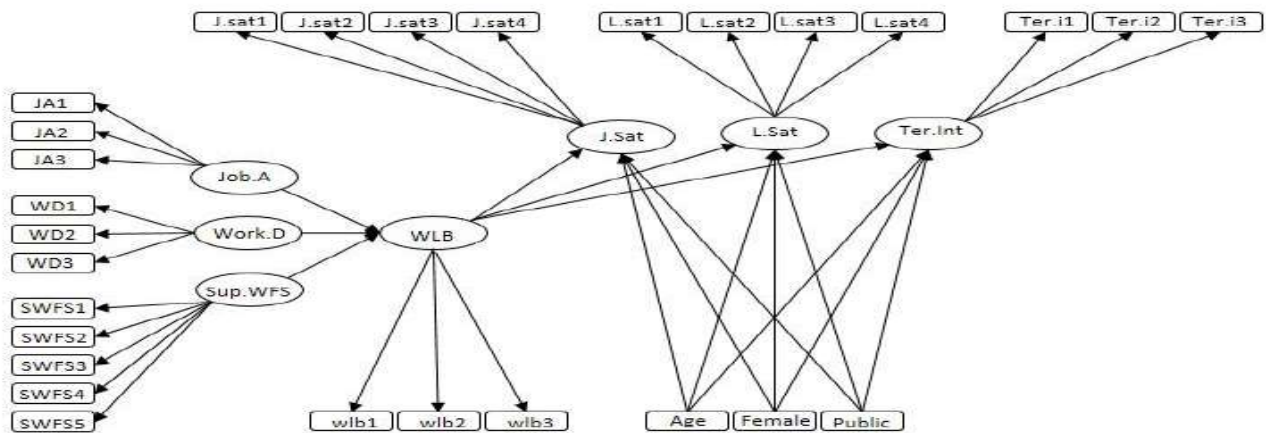 J.sat1 J.sat2 J.sat3 J.sat4 L.sat1 L.sat2 L.sat3 L.sat4 Ter.i1 Ter.i2 Ter.i3
JA1
JA2
JA3
J.Sat L.Sat Ter.Int
Job.A
WD1
WD2
WD3
Work.D
WLB
Sup.WFS
SWFS1
SWFS2
SWFS3
SWFS4
SWFS5
wlb1 wlb2 wlb3 Age Female Public